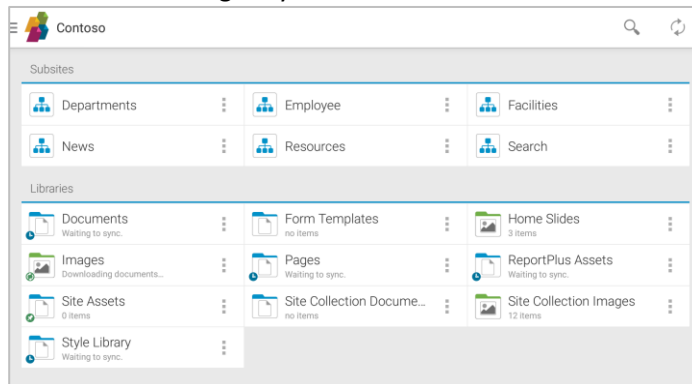 Contoso
Subsites
Departments
Employee
Facilities
News
Resources
Search
Libraries
Documents
Waiting to sync.
Form Templates
no items
Home Slides
3 items
Images
Downloading documents...
Pages
Waiting to sync.
ReportPlus Assets
Waiting to sync.
Site Assets
0 items
Site Collection Docume...
no items
Site Collection Images
12 items
Style Library
Waiting to sync.